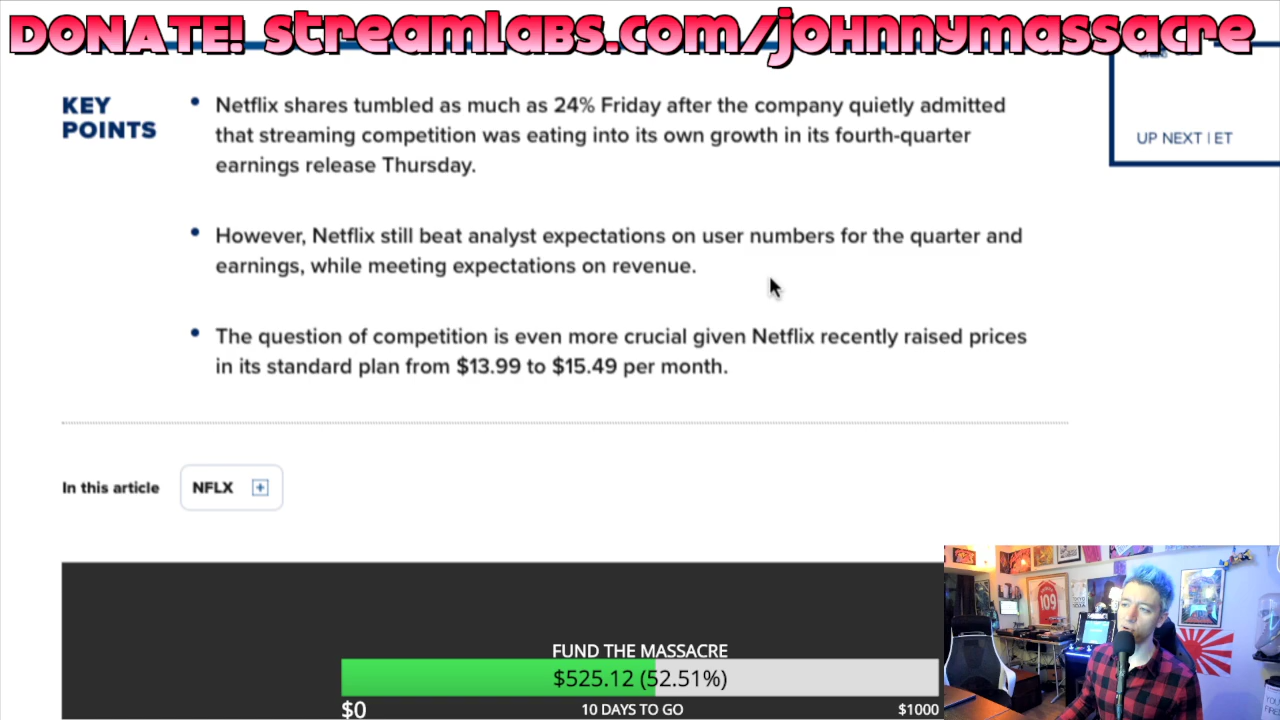 DONATE! streamlabs.com/johnnymassacre
KEY
POINTS
• Netflix shares tumbled as much as 24% Friday after the company quietly admitted
that streaming competition was eating into its own growth in its fourth-quarter
earnings release Thursday.
UP NEXT | ET
• However, Netflix still beat analyst expectations on user numbers for the quarter and
earnings, while meeting expectations on revenue.
• The question of competition is even more crucial given Netflix recently raised prices
in its standard plan from $13.99 to $15.49 per month.
In this article
NFLX
FUND THE MASSACRE
$525.12 (52.51%)
$0
10 DAYS TO GO
$1000
109